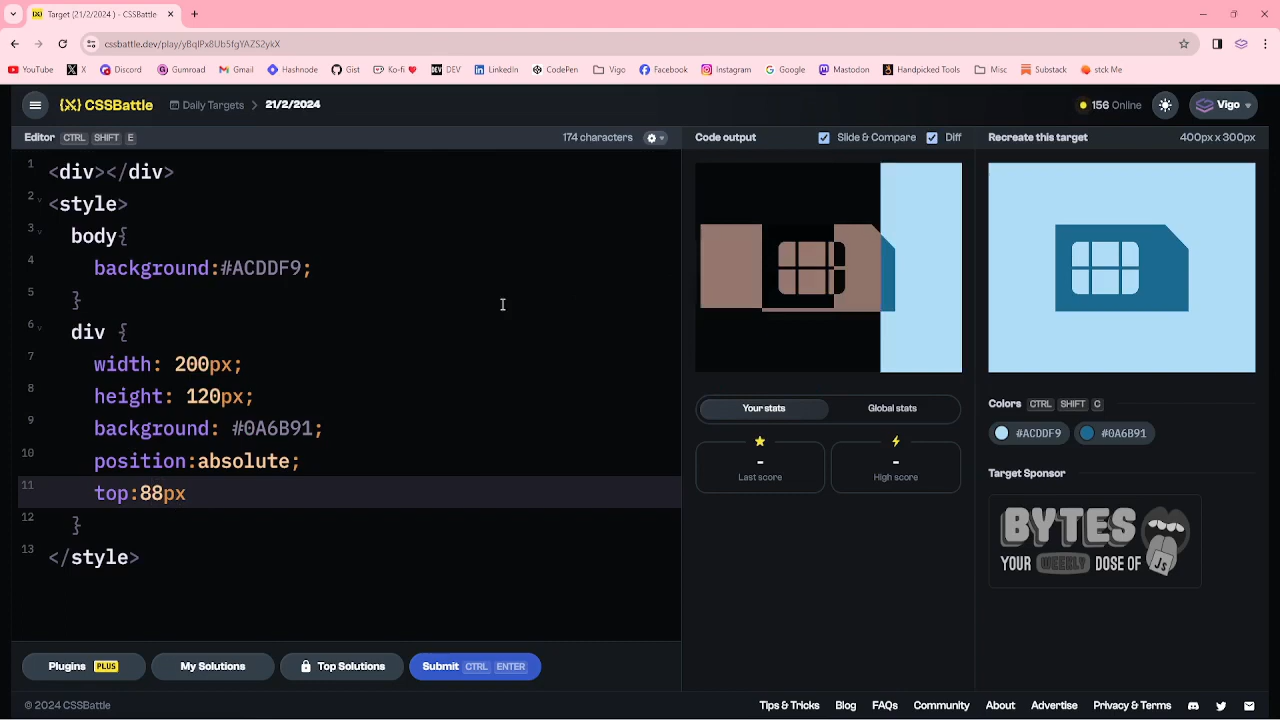 Target (21/2/2024 ) - CSSBattle
cssbattle.dev/play/yBqlPx8Ub5fgYAZS2ykX
YouTube X Discord Gumroad Gmail Hashnode Gist Ko-fi DEV LinkedIn CodePen Vigo Facebook Instagram Google Mastodon Handpicked Tools Misc Substack stck Me
{X} CSSBattle Daily Targets > 21/2/2024 156 Online Vigo
Editor CTRL SHIFT E 174 characters Code output Slide & Compare Diff Recreate this target 400px x 300px
1 <div></div>
2 <style>
3 body{
4 background:#ACDDF9;
5 }
6 div {
7 width: 200px;
8 height: 120px;
9 background: #0A6B91;
10 position:absolute;
11 top:88px
12 }
13 </style>
Your stats Global stats
-
Last score
-
High score
Colors CTRL SHIFT C
#ACDDF9 #0A6B91
Target Sponsor
BYTES
YOUR WEEKLY DOSE OF JS
Plugins PLUS My Solutions Top Solutions Submit CTRL ENTER
© 2024 CSSBattle Tips & Tricks Blog FAQs Community About Advertise Privacy & Terms